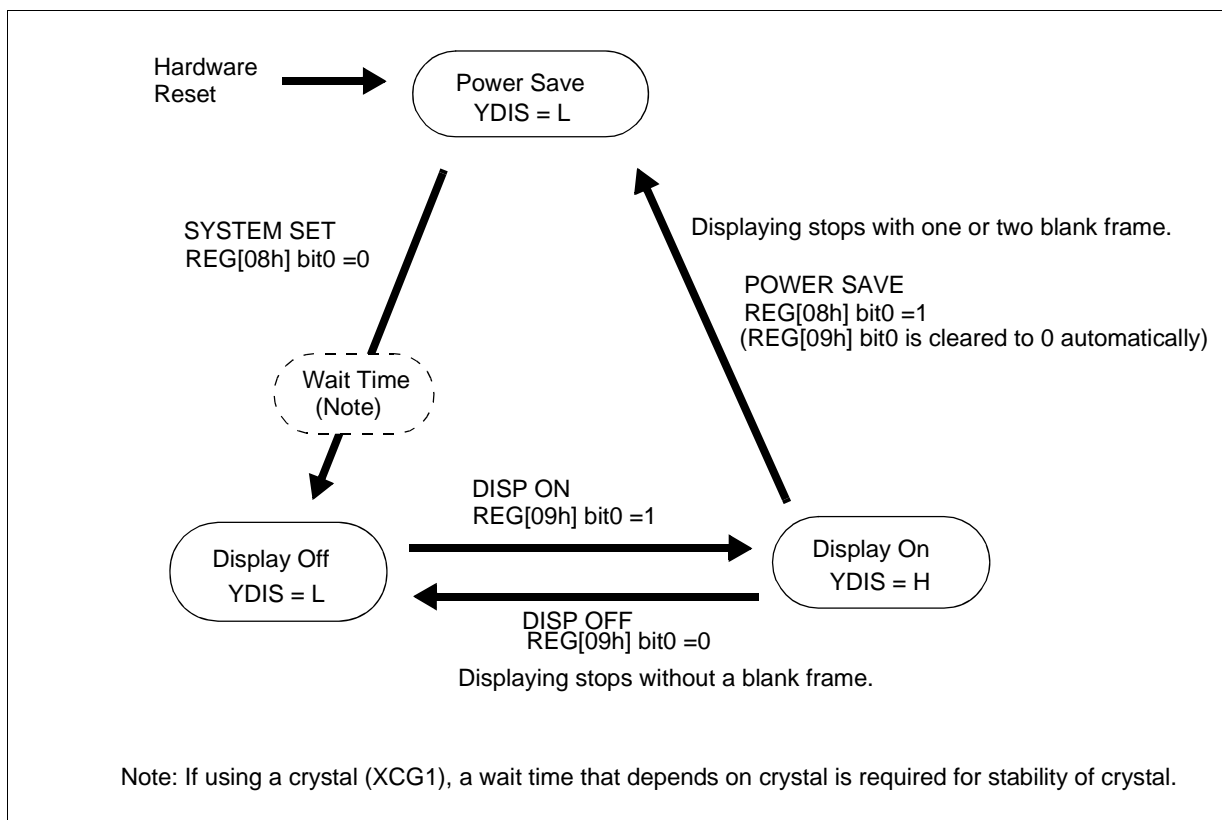 Hardware
Reset
Power Save
YDIS = L
SYSTEM SET
REG[08h] bit0 =0
Displaying stops with one or two blank frame.
POWER SAVE
REG[08h] bit0 =1
(REG[09h] bit0 is cleared to 0 automatically)
Wait Time
(Note)
DISP ON
REG[09h] bit0 =1
Display Off
YDIS = L
Display On
YDIS = H
DISP OFF
REG[09h] bit0 =0
Displaying stops without a blank frame.
Note: If using a crystal (XCG1), a wait time that depends on crystal is required for stability of crystal.